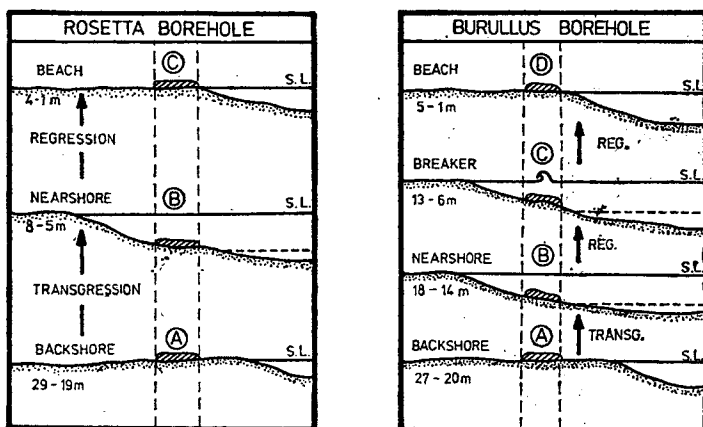 ROSETTA BOREHOLE
BEACH
Ⓒ
S.L.
4-1 m
REGRESSION
NEARSHORE
Ⓑ
S.L.
8-5m
TRANSGRESSION
BACKSHORE
Ⓐ
S.L.
29-19m
BURULLUS BOREHOLE
BEACH
Ⓓ
S.L.
5-1m
REG.
BREAKER
Ⓒ
S.L.
13-6m
REG.
NEARSHORE
Ⓑ
S.L.
18-14m
TRANSG.
BACKSHORE
Ⓐ
S.L.
27-20m